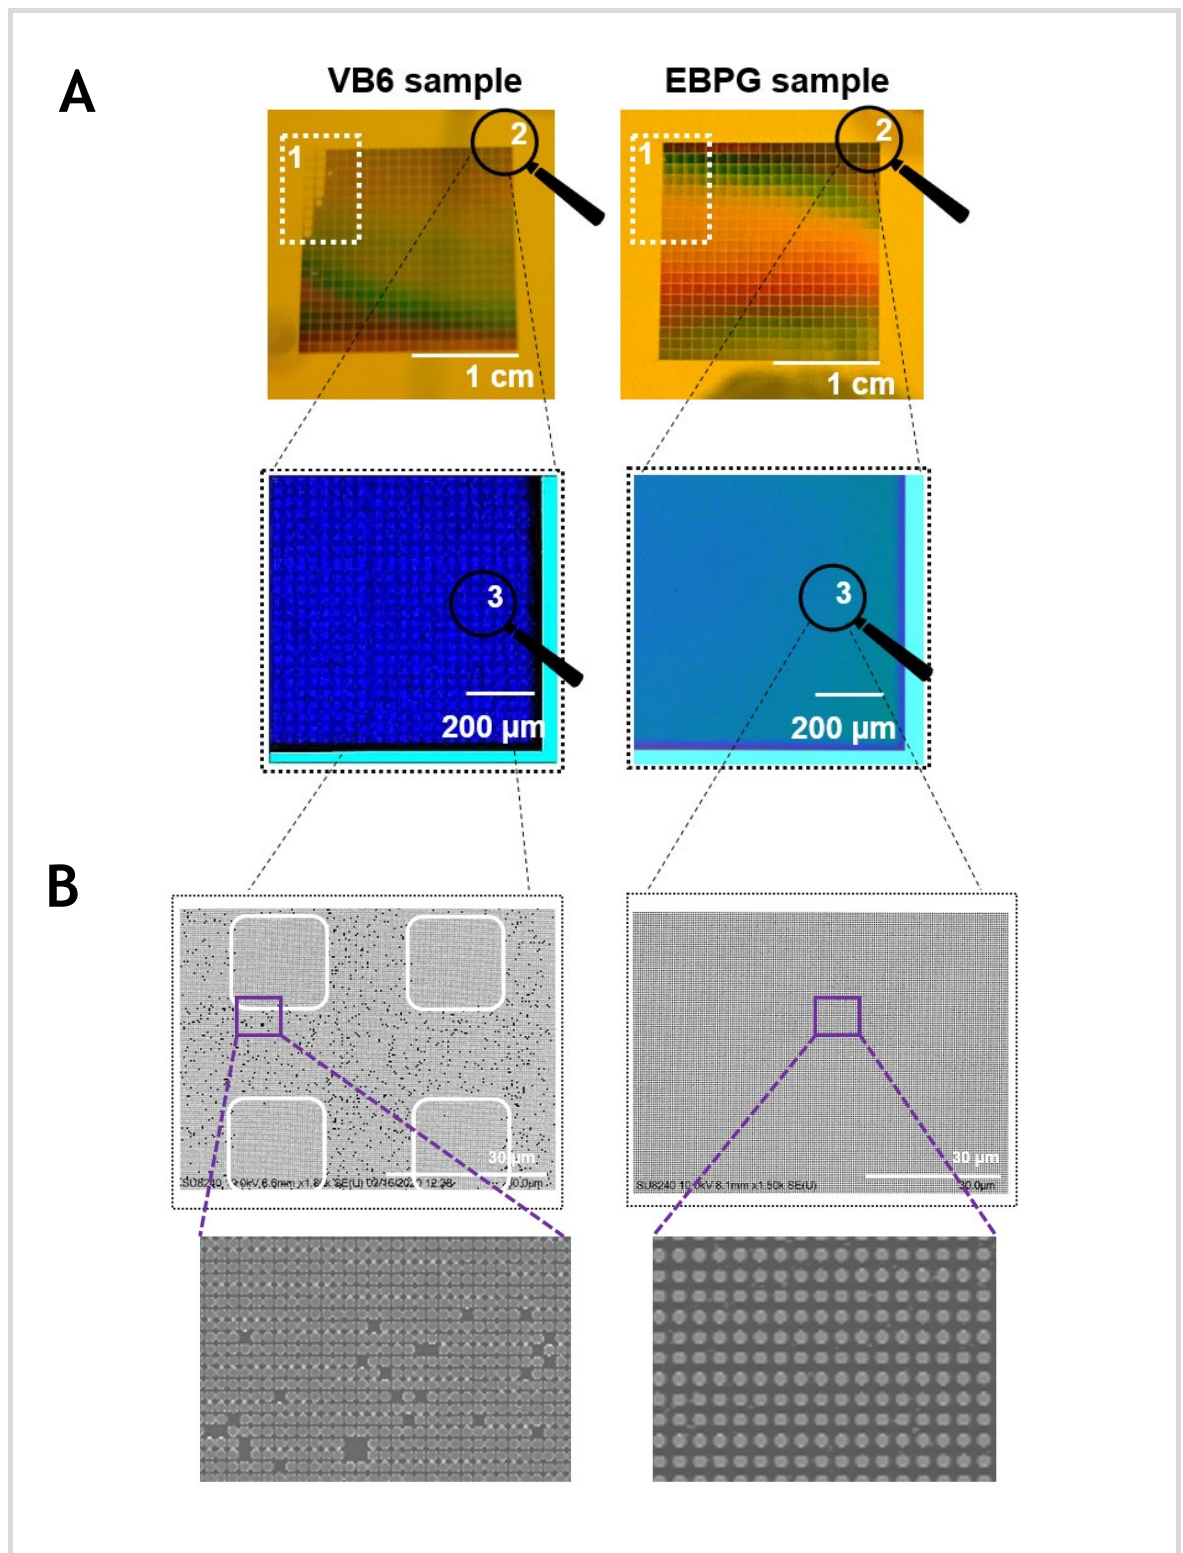 A
VB6 sample
EBPG sample
1
2
1
2
1 cm
1 cm
3
3
200 µm
200 µm
B
30 µm
30 µm
SU8240 10.0kV 8.1mm x1.50k SE(U)
30.0µm